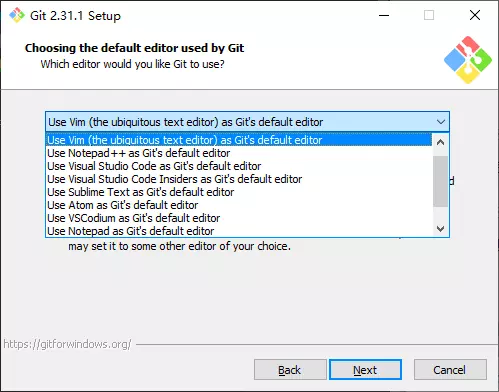 Git 2.31.1 Setup
Choosing the default editor used by Git
Which editor would you like Git to use?
Use Vim (the ubiquitous text editor) as Git's default editor
Use Vim (the ubiquitous text editor) as Git's default editor
Use Notepad++ as Git's default editor
Use Visual Studio Code as Git's default editor
Use Visual Studio Code Insiders as Git's default editor
Use Sublime Text as Git's default editor
Use Atom as Git's default editor
Use VSCodium as Git's default editor
Use Notepad as Git's default editor
may set it to some other editor of your choice.
https://gitforwindows.org/
Back
Next
Cancel